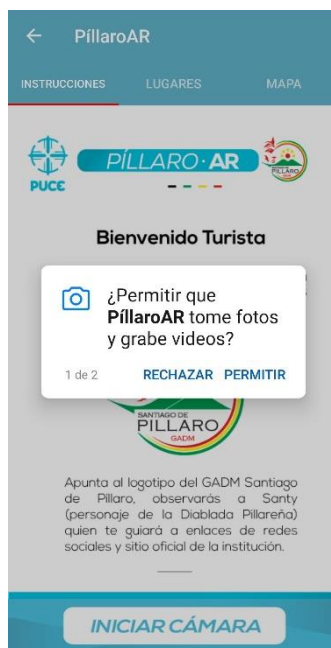 PíllaroAR
INSTRUCCIONES LUGARES MAPA
PUCE
PÍLLARO·AR
PÍLLARO
Bienvenido Turista
¿Permitir que
PíllaroAR tome fotos
y grabe videos?
1 de 2 RECHAZAR PERMITIR
SANTIAGO DE
PÍLLARO
GADM
Apunta al logotipo del GADM Santiago
de Píllaro, observarás a Santy
(personaje de la Diablada Pillareña)
quien te guiará a enlaces de redes
sociales y sitio oficial de la institución.
INICIAR CÁMARA